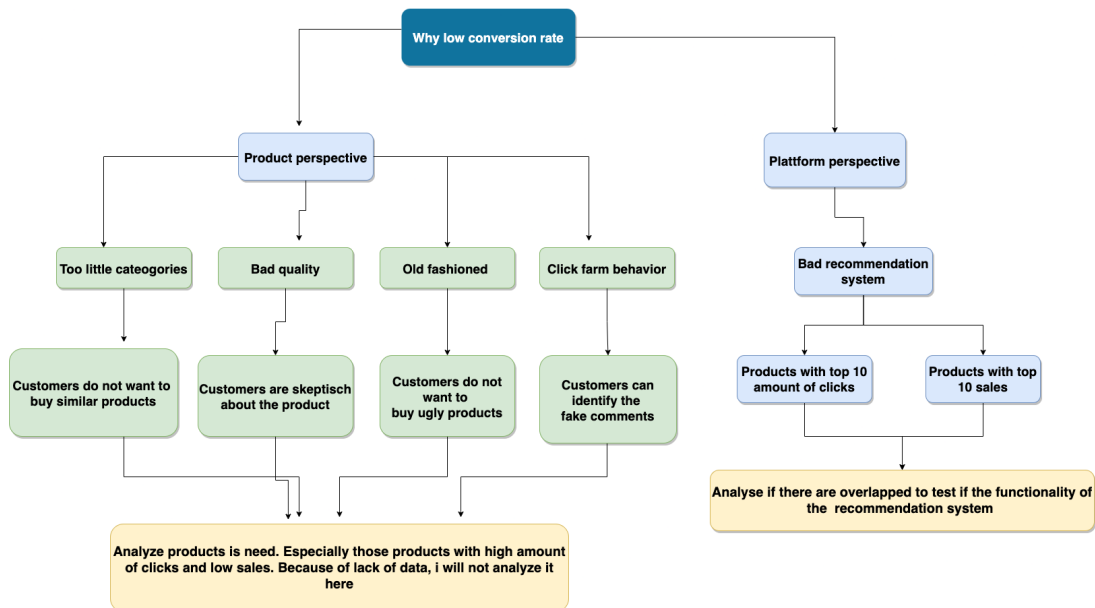 Why low conversion rate
Product perspective
Plattform perspective
Too little cateogories
Bad quality
Old fashioned
Click farm behavior
Bad recommendation
system
Customers do not want to
buy similar products
Customers are skeptisch
about the product
Customers do not
want to
buy ugly products
Customers can
identify the
fake comments
Products with top 10
amount of clicks
Products with top
10 sales
Analyse if there are overlapped to test if the functionality of
the recommendation system
Analyze products is need. Especially those products with high amount
of clicks and low sales. Because of lack of data, i will not analyze it
here